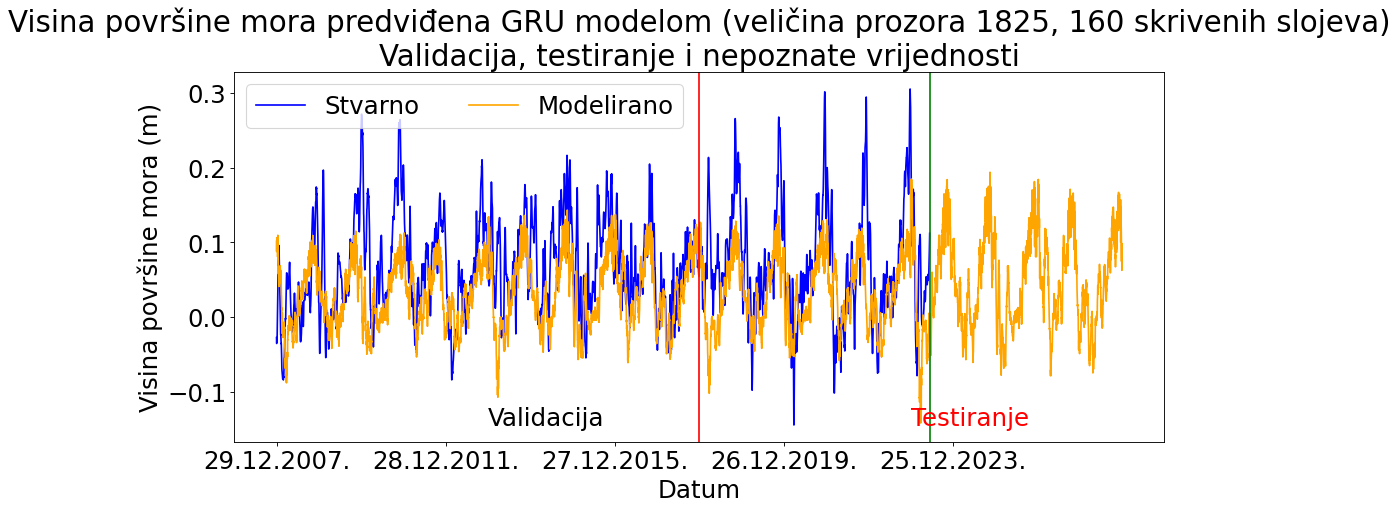 Visina površine mora predviđena GRU modelom (veličina prozora 1825, 160 skrivenih slojeva)
Validacija, testiranje i nepoznate vrijednosti
Stvarno Modelirano
Visina površine mora (m)
0.3
0.2
0.1
0.0
−0.1
Validacija
Testiranje
29.12.2007. 28.12.2011. 27.12.2015. 26.12.2019. 25.12.2023.
Datum